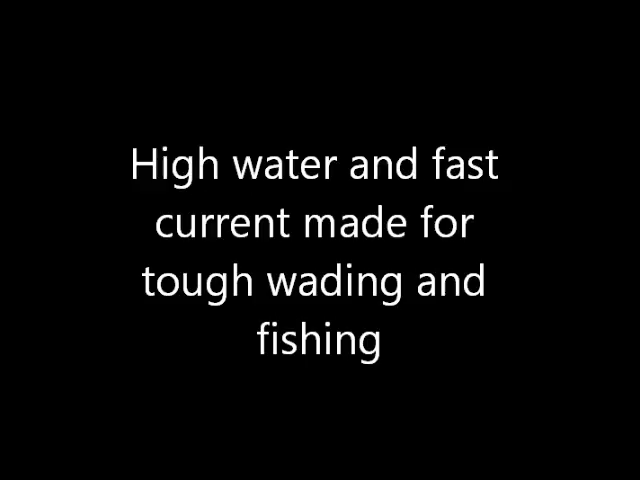 High water and fast
current made for
tough wading and
fishing